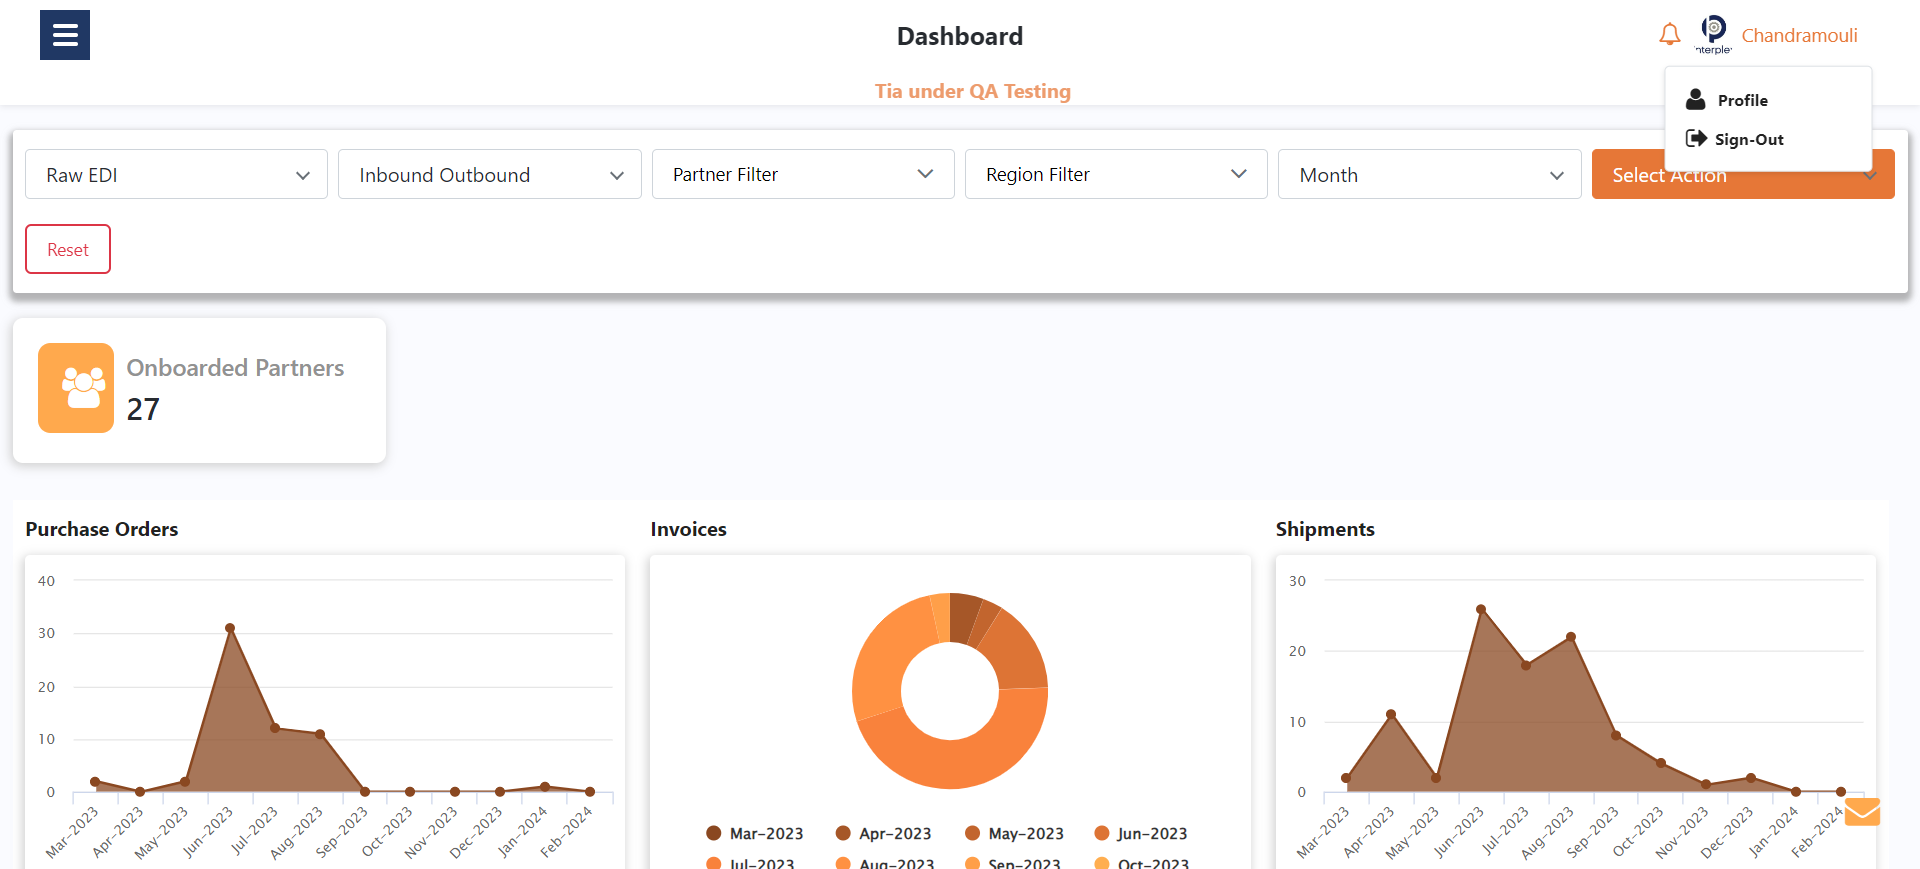 Dashboard
Chandramouli
Tia under QA Testing
Profile
Sign-Out
Raw EDI
Inbound Outbound
Partner Filter
Region Filter
Month
Select Action
Reset
Onboarded Partners
27
Purchase Orders
40
30
20
10
0
Mar-2023
Apr-2023
May-2023
Jun-2023
Jul-2023
Aug-2023
Sep-2023
Oct-2023
Nov-2023
Dec-2023
Jan-2024
Feb-2024
Invoices
Mar-2023
Apr-2023
May-2023
Jun-2023
Jul-2023
Aug-2023
Sep-2023
Oct-2023
Shipments
30
20
10
0
Mar-2023
Apr-2023
May-2023
Jun-2023
Jul-2023
Aug-2023
Sep-2023
Oct-2023
Nov-2023
Dec-2023
Jan-2024
Feb-2024